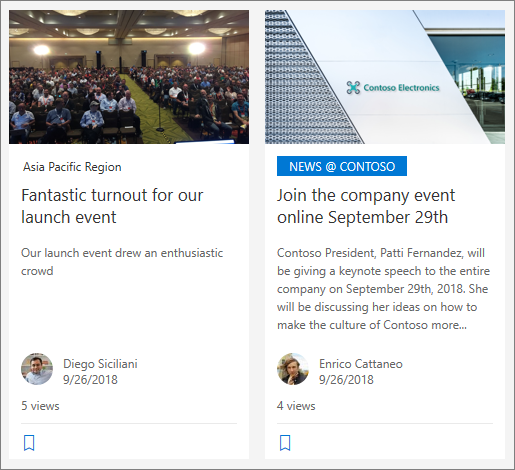 Asia Pacific Region
Fantastic turnout for our
launch event
Our launch event drew an enthusiastic
crowd
Diego Siciliani
9/26/2018
5 views
Contoso Electronics
NEWS @ CONTOSO
Join the company event
online September 29th
Contoso President, Patti Fernandez, will
be giving a keynote speech to the entire
company on September 29th, 2018. She
will be discussing her ideas on how to
make the culture of Contoso more...
Enrico Cattaneo
9/26/2018
4 views